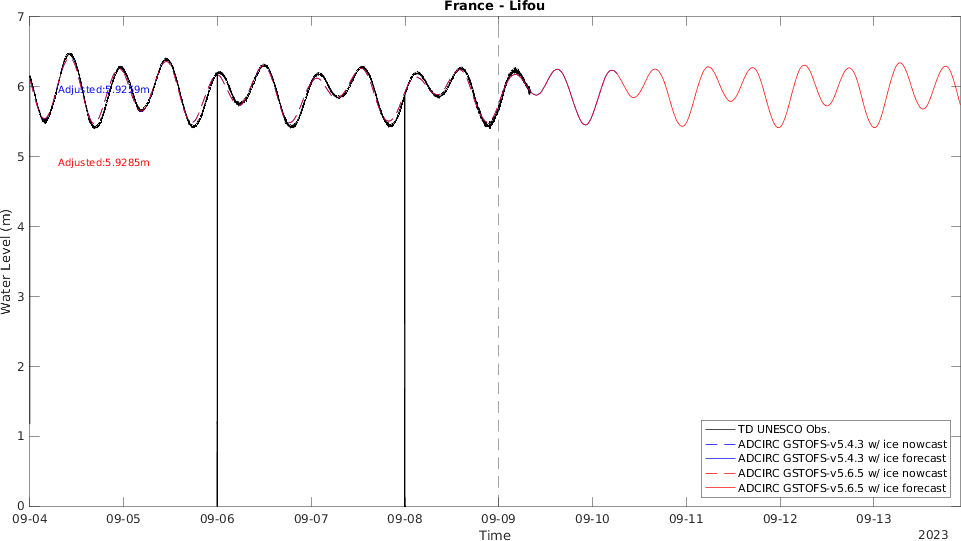 France - Lifou
7
6
5
4
3
2
1
0
Water Level (m)
Adjusted:5.9259m
Adjusted:5.9285m
TD UNESCO Obs.
ADCIRC GSTOFS-v5.4.3 w/ ice nowcast
ADCIRC GSTOFS-v5.4.3 w/ ice forecast
ADCIRC GSTOFS-v5.6.5 w/ ice nowcast
ADCIRC GSTOFS-v5.6.5 w/ ice forecast
09-04 09-05 09-06 09-07 09-08 09-09 09-10 09-11 09-12 09-13
Time
2023